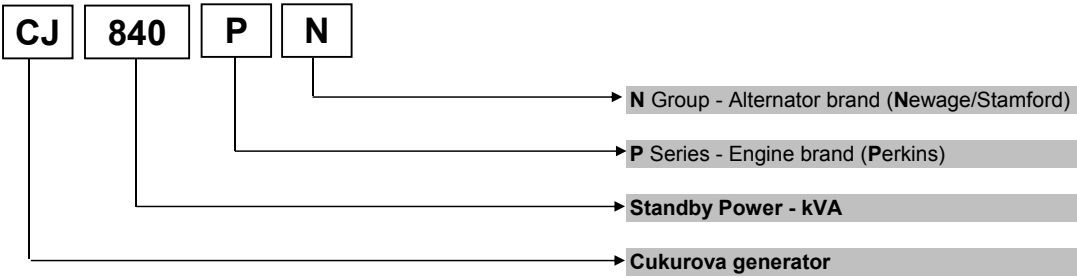 CJ 840 P N
N Group - Alternator brand (Newage/Stamford)
P Series - Engine brand (Perkins)
Standby Power - kVA
Cukurova generator